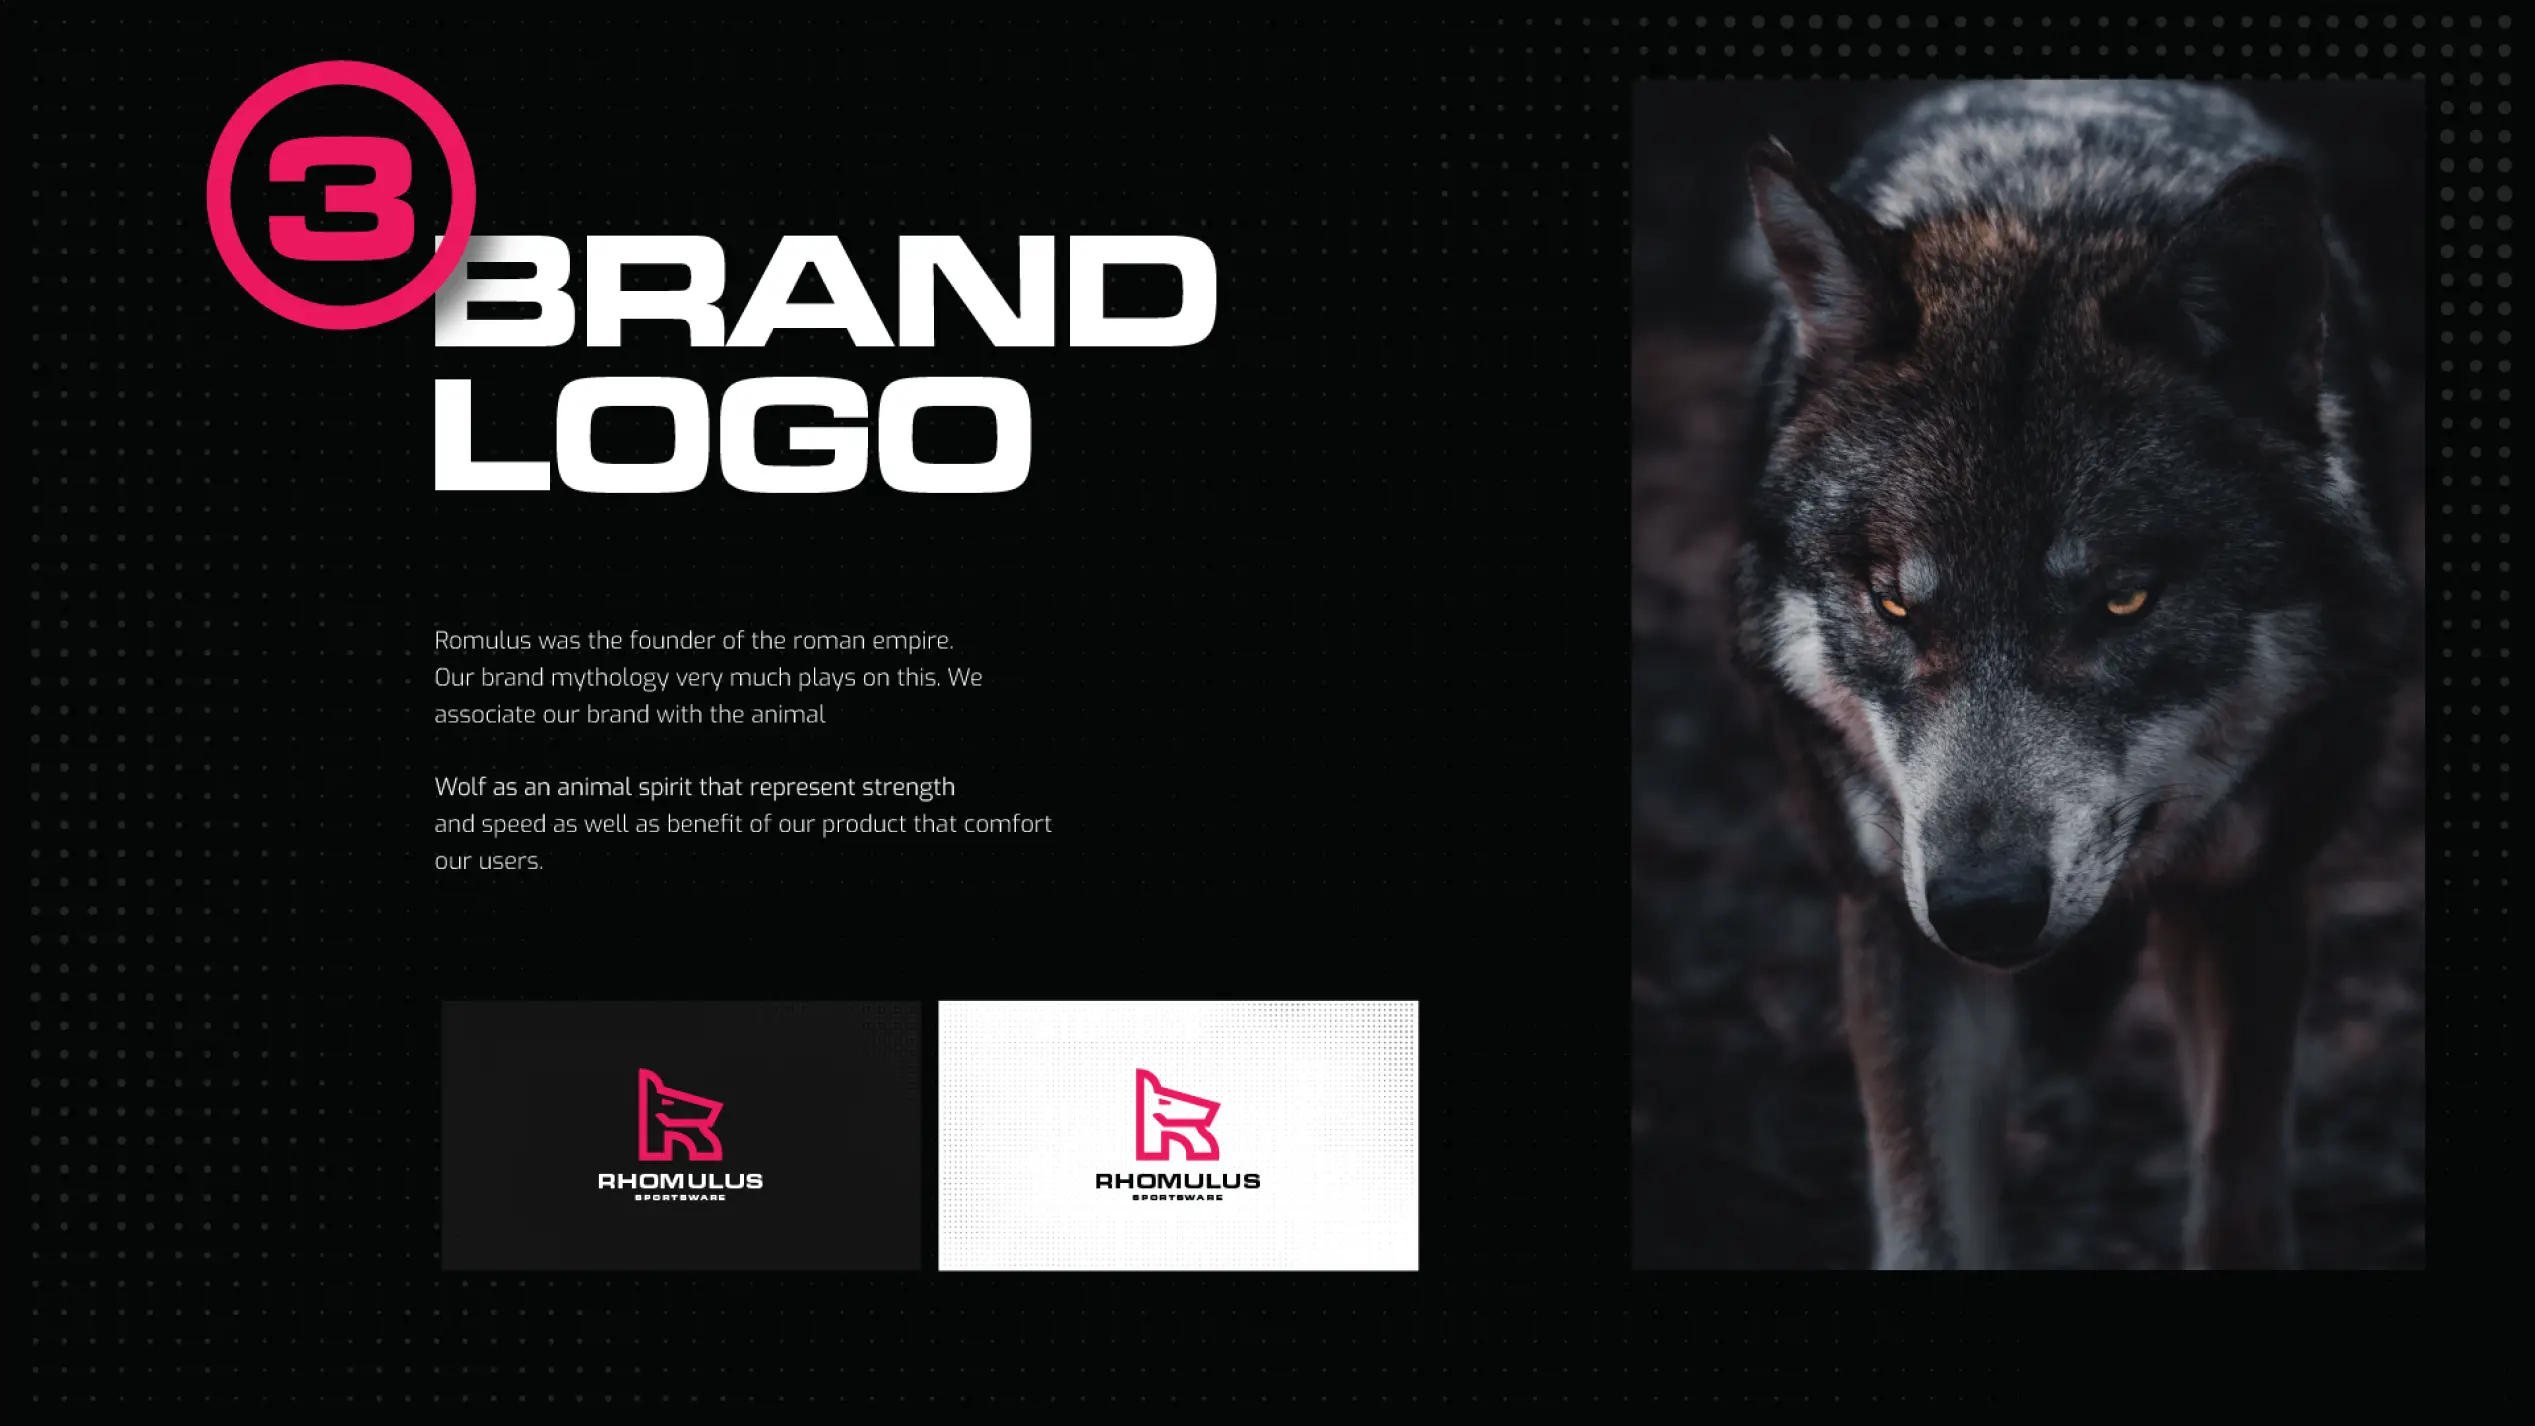 3
BRAND
LOGO
Romulus was the founder of the roman empire.
Our brand mythology very much plays on this. We
associate our brand with the animal
Wolf as an animal spirit that represent strength
and speed as well as benefit of our product that comfort
our users.
RHOMULUS
SPORTSWARE
RHOMULUS
SPORTSWARE